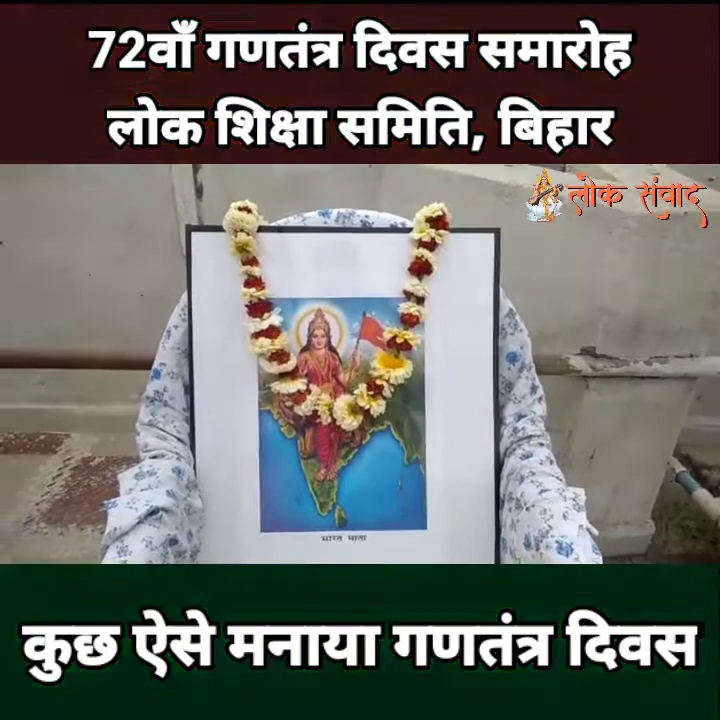 72वाँ गणतंत्र दिवस समारोह
लोक शिक्षा समिति, बिहार
लोक संवाद
भारत माता
कुछ ऐसे मनाया गणतंत्र दिवस